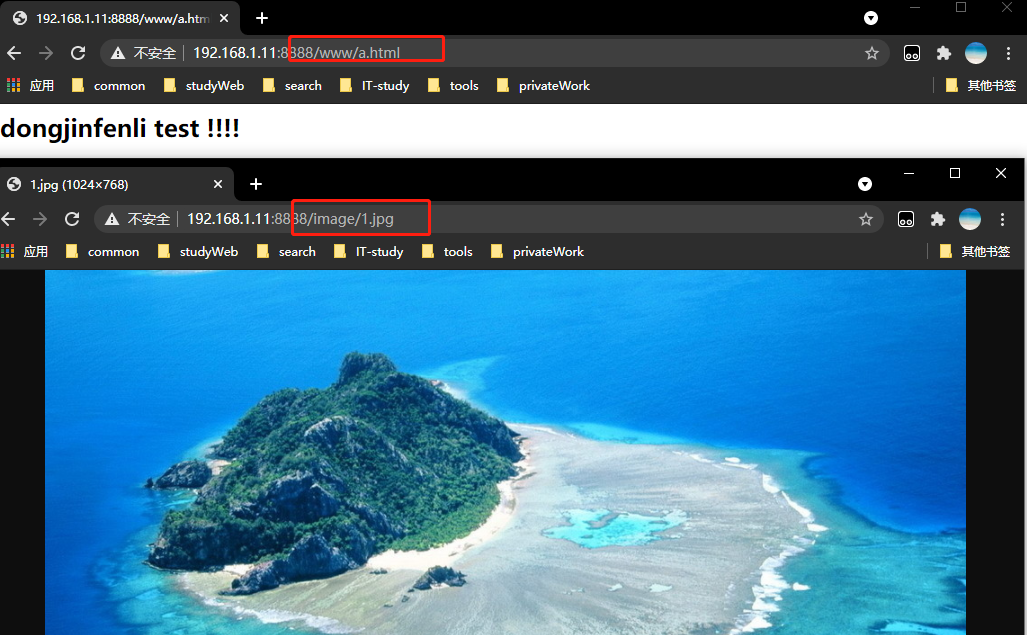 192.168.1.11:8888/www/a.htm
不安全 192.168.1.11:8888/www/a.html
应用 common studyWeb search IT-study tools privateWork 其他书签
dongjinfenli test !!!!
1.jpg (1024×768)
不安全 192.168.1.11:8888/image/1.jpg
应用 common studyWeb search IT-study tools privateWork 其他书签